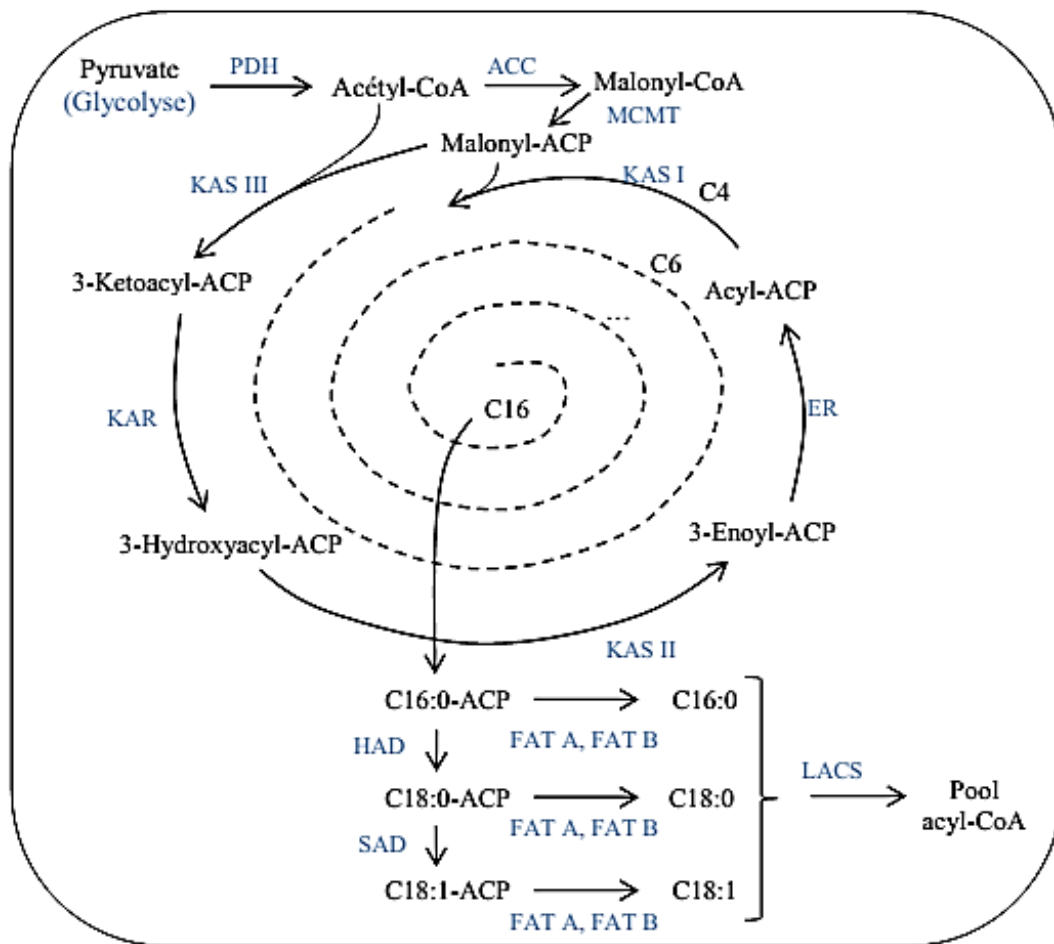 Pyruvate
(Glycolyse)
PDH
Acétyl-CoA
ACC
Malonyl-CoA
MCMT
Malonyl-ACP
KAS III
KAS I
C4
3-Ketoacyl-ACP
C6
Acyl-ACP
KAR
C16
ER
3-Hydroxyacyl-ACP
3-Enoyl-ACP
KAS II
C16:0-ACP
C16:0
HAD
FAT A, FAT B
C18:0-ACP
C18:0
FAT A, FAT B
LACS
Pool
acyl-CoA
SAD
C18:1-ACP
C18:1
FAT A, FAT B